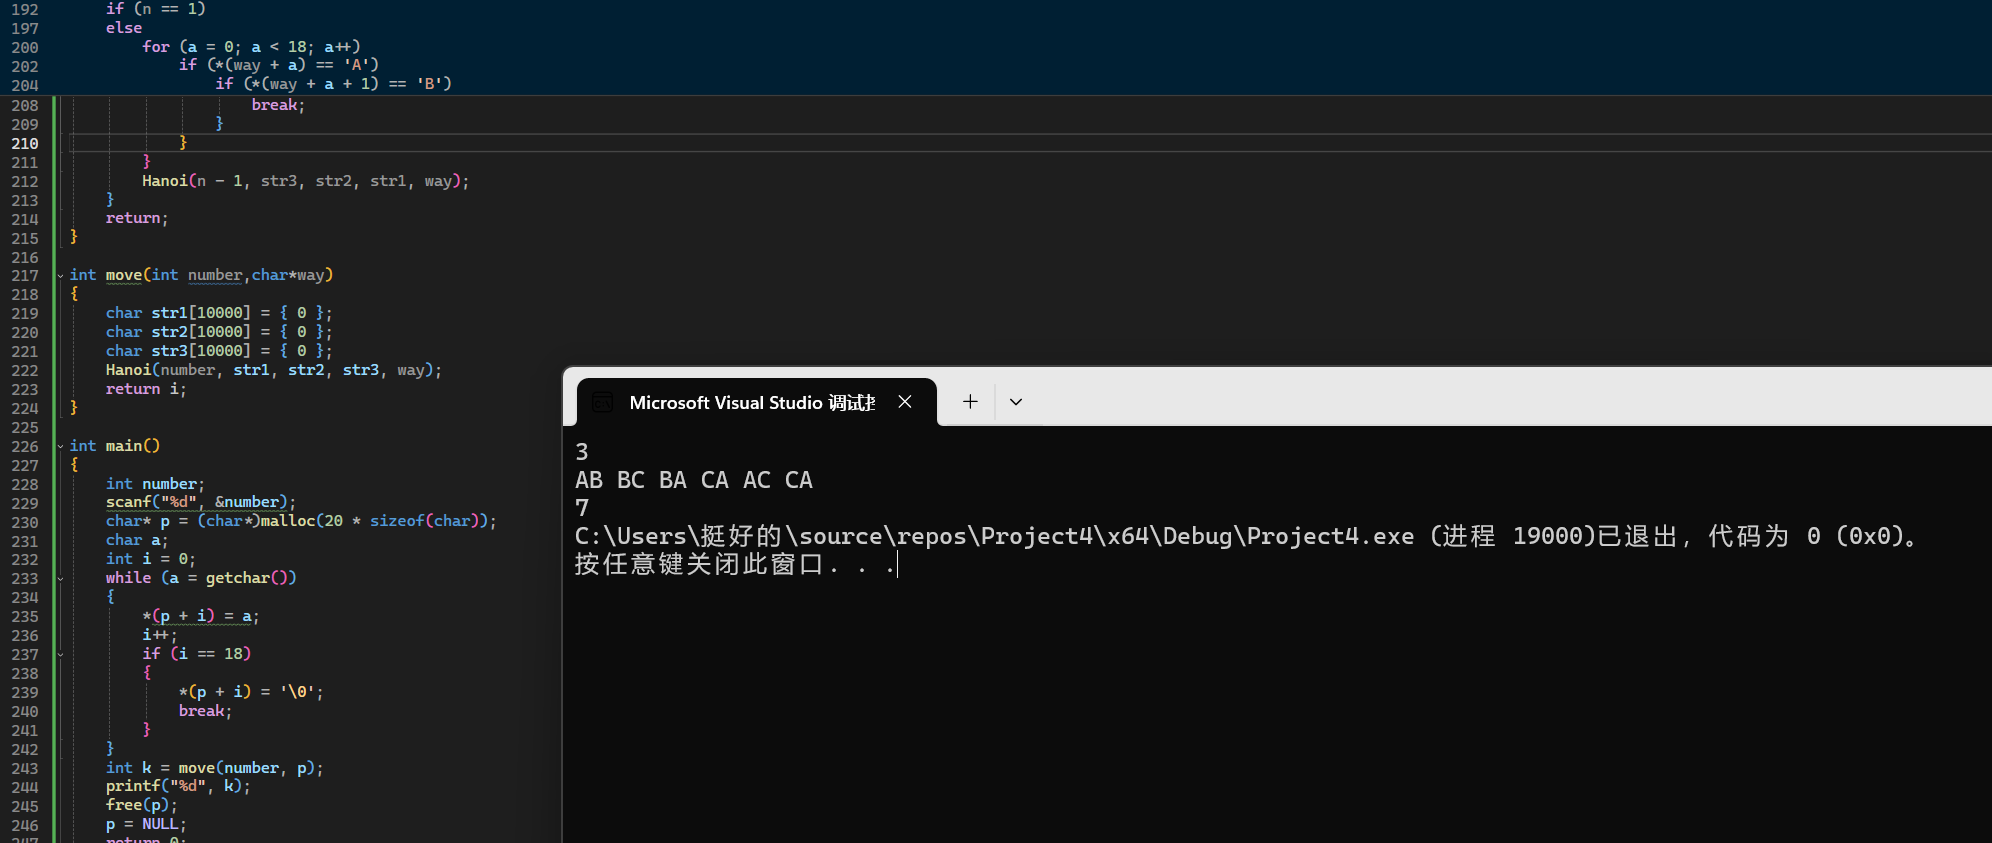 192 if (n == 1)
197 else
200 for (a = 0; a < 18; a++)
202 if (*(way + a) == 'A')
204 if (*(way + a + 1) == 'B')
208 break;
209 }
210 }
211 }
212 Hanoi(n - 1, str3, str2, str1, way);
213 }
214 return;
215 }
216
217 int move(int number,char*way)
218 {
219 char str1[10000] = { 0 };
220 char str2[10000] = { 0 };
221 char str3[10000] = { 0 };
222 Hanoi(number, str1, str2, str3, way);
223 return i;
224 }
225
226 int main()
227 {
228 int number;
229 scanf("%d", &number);
230 char* p = (char*)malloc(20 * sizeof(char));
231 char a;
232 int i = 0;
233 while (a = getchar())
234 {
235 *(p + i) = a;
236 i++;
237 if (i == 18)
238 {
239 *(p + i) = '\0';
240 break;
241 }
242 }
243 int k = move(number, p);
244 printf("%d", k);
245 free(p);
246 p = NULL;
247 return 0;
Microsoft Visual Studio 调试控
3
AB BC BA CA AC CA
7
C:\Users\挺好的\source\repos\Project4\x64\Debug\Project4.exe (进程 19000)已退出，代码为 0 (0x0)。
按任意键关闭此窗口. . .